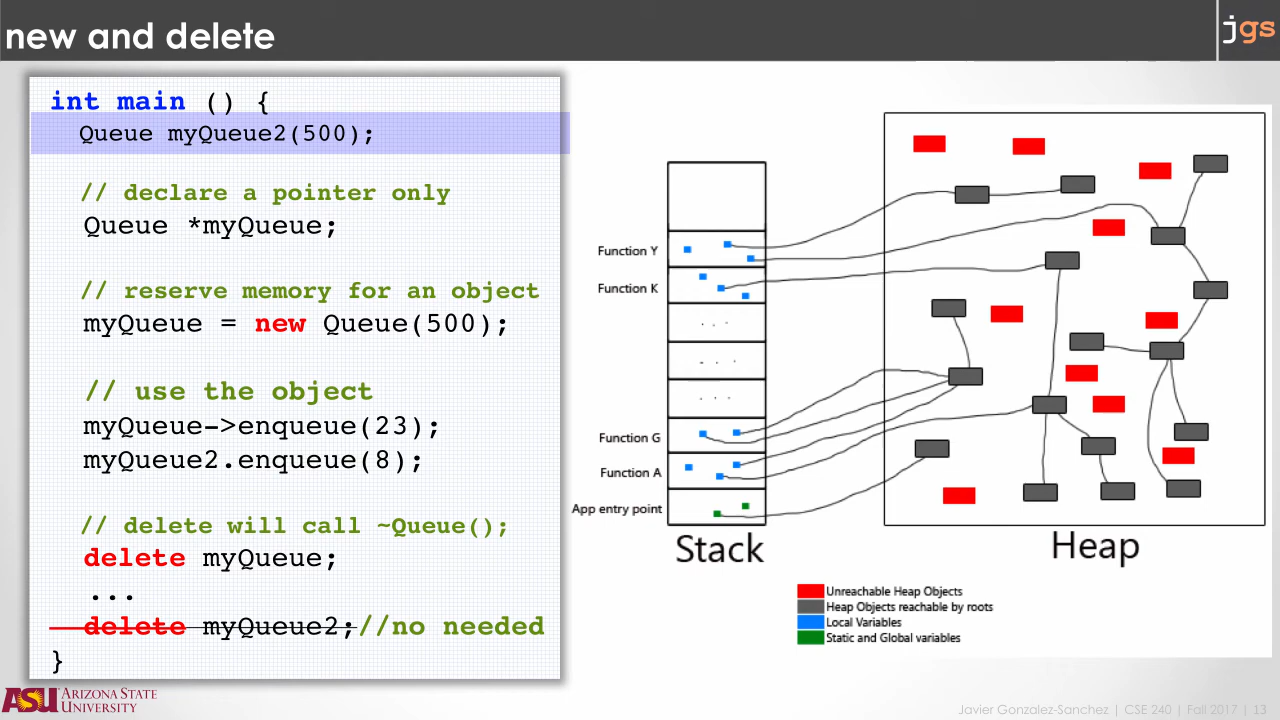 new and delete
jgs
int main () {
Queue myQueue2(500);
// declare a pointer only
Queue *myQueue;
// reserve memory for an object
myQueue = new Queue(500);
// use the object
myQueue->enqueue(23);
myQueue2.enqueue(8);
// delete will call ~Queue();
delete myQueue;
...
delete myQueue2;//no needed
}
Function Y
Function K
. . .
. . .
. . .
Function G
Function A
App entry point
Stack
Heap
Unreachable Heap Objects
Heap Objects reachable by roots
Local Variables
Static and Global variables
ASU ARIZONA STATE
UNIVERSITY
Javier Gonzalez-Sanchez | CSE 240 | Fall 2017 | 13